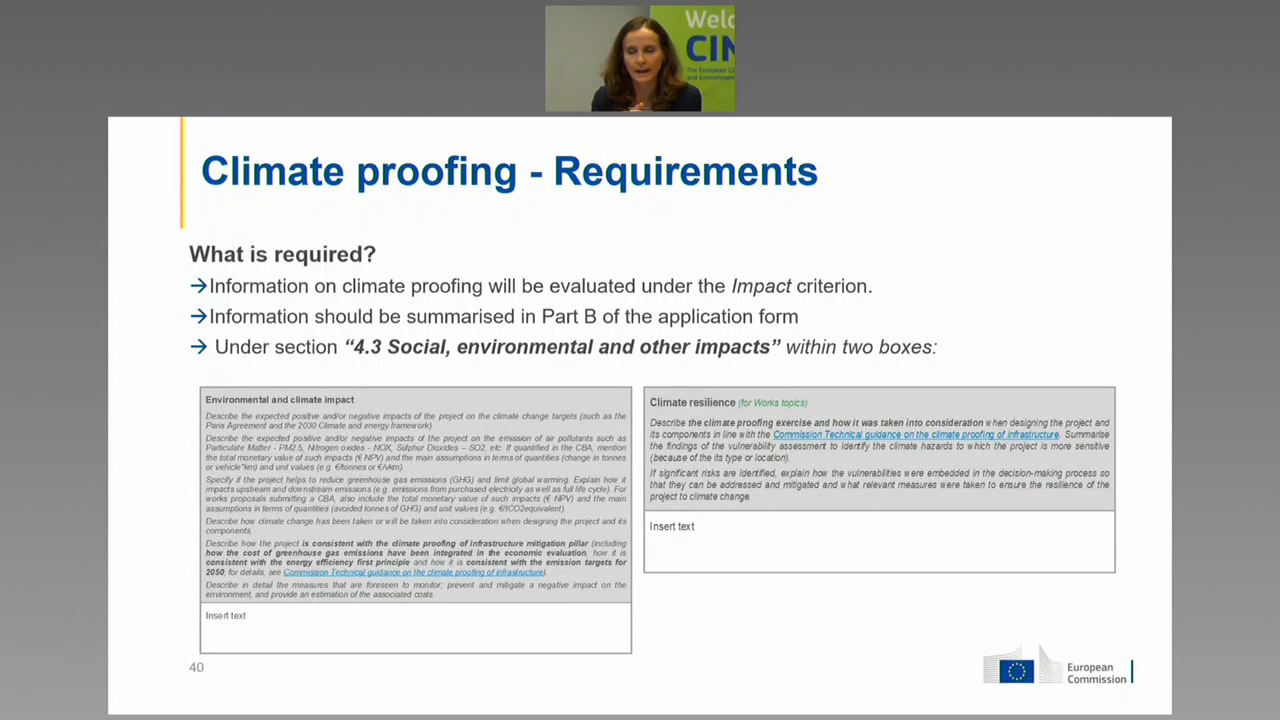 Welc
CIN
The European Cl
and Environmen
Climate proofing - Requirements
What is required?
→Information on climate proofing will be evaluated under the Impact criterion.
→Information should be summarised in Part B of the application form
→ Under section “4.3 Social, environmental and other impacts” within two boxes:
Environmental and climate impact
Describe the expected positive and/or negative impacts of the project on the climate change targets (such as the
Paris Agreement and the 2030 Climate and energy framework).
Describe the expected positive and/or negative impacts of the project on the emission of air pollutants such as
Particulate Matter - PM2.5, Nitrogen oxides - NOX, Sulphur Dioxides – SO2, etc. If quantified in the CBA, mention
the total monetary value of such impacts (€ NPV) and the main assumptions in terms of quantities (change in tonnes
or vehicle*km) and unit values (e.g. €/tonnes or €/vkm).
Specify if the project helps to reduce greenhouse gas emissions (GHG) and limit global warming. Explain how it
impacts upstream and downstream emissions (e.g. emissions from purchased electricity as well as full life cycle). For
works proposals submitting a CBA, also include the total monetary value of such impacts (€ NPV) and the main
assumptions in terms of quantities (avoided tonnes of GHG) and unit values (e.g. €/tCO2equivalent).
Describe how climate change has been taken or will be taken into consideration when designing the project and its
components.
Describe how the project is consistent with the climate proofing of infrastructure mitigation pillar (including
how the cost of greenhouse gas emissions have been integrated in the economic evaluation, how it is
consistent with the energy efficiency first principle and how it is consistent with the emission targets for
2050, for details, see Commission Technical guidance on the climate proofing of infrastructure)
Describe in detail the measures that are foreseen to monitor, prevent and mitigate a negative impact on the
environment, and provide an estimation of the associated costs.
Insert text
Climate resilience (for Works topics)
Describe the climate proofing exercise and how it was taken into consideration when designing the project and
its components in line with the Commission Technical guidance on the climate proofing of infrastructure. Summarise
the findings of the vulnerability assessment to identify the climate hazards to which the project is more sensitive
(because of the its type or location).
If significant risks are identified, explain how the vulnerabilities were embedded in the decision-making process so
that they can be addressed and mitigated and what relevant measures were taken to ensure the resilience of the
project to climate change.
Insert text
40
European
Commission